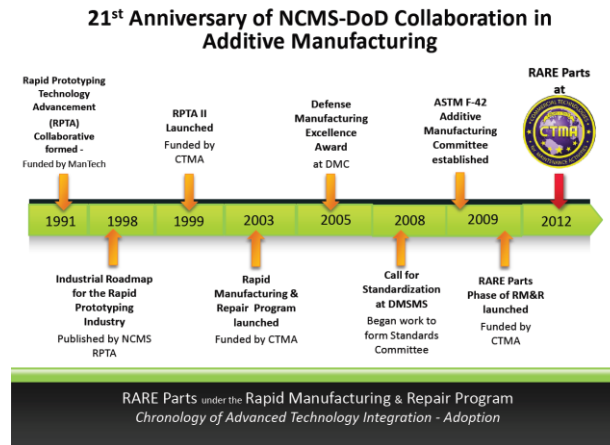 21st Anniversary of NCMS-DoD Collaboration in
Additive Manufacturing
Rapid Prototyping
Technology
Advancement
(RPTA)
Collaborative
formed -
Funded by ManTech
RPTA II
Launched
Funded by
CTMA
Defense
Manufacturing
Excellence
Award
at DMC
ASTM F-42
Additive
Manufacturing
Committee
established
RARE Parts
at
CTMA
1991
1998
1999
2003
2005
2008
2009
2012
Industrial Roadmap
for the Rapid
Prototyping
Industry
Published by NCMS
RPTA
Rapid
Manufacturing &
Repair Program
launched
Funded by CTMA
Call for
Standardization
at DMSMS
Began work to
form Standards
Committee
RARE Parts
Phase of RM&R
launched
Funded by
CTMA
RARE Parts under the Rapid Manufacturing & Repair Program
Chronology of Advanced Technology Integration - Adoption